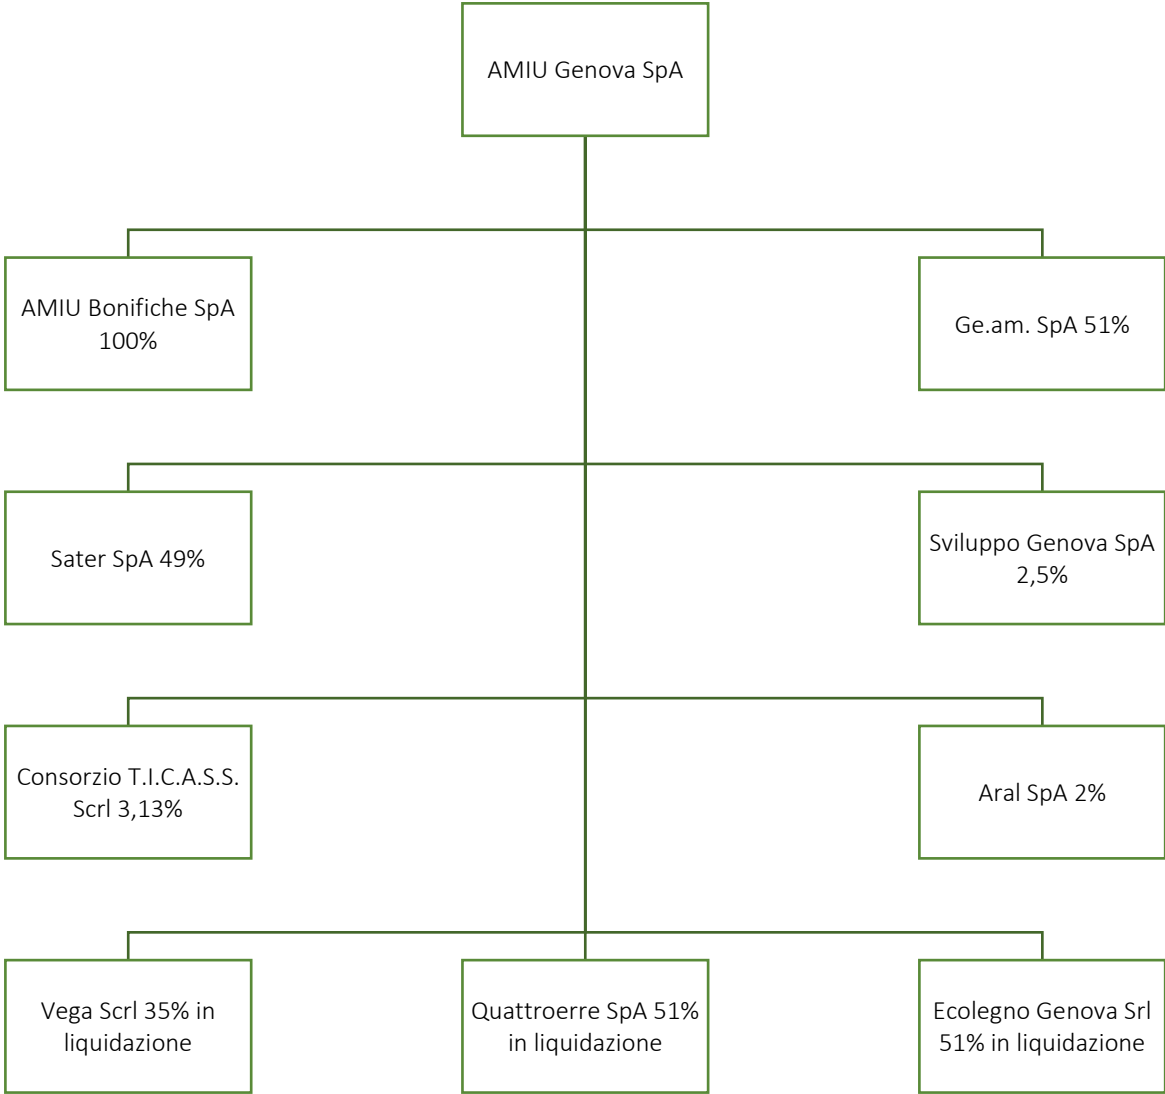 AMIU Genova SpA
AMIU Bonifiche SpA
100%
Ge.am. SpA 51%
Sater SpA 49%
Sviluppo Genova SpA
2,5%
Consorzio T.I.C.A.S.S.
Scrl 3,13%
Aral SpA 2%
Vega Scrl 35% in
liquidazione
Quattroerre SpA 51%
in liquidazione
Ecolegno Genova Srl
51% in liquidazione